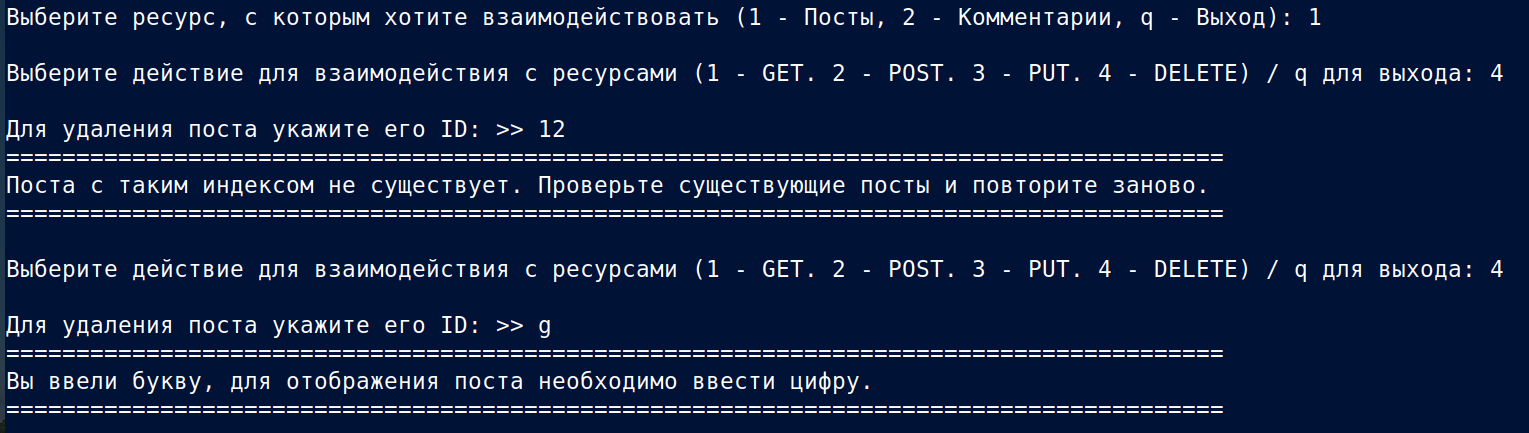 Выберите ресурс, с которым хотите взаимодействовать (1 - Посты, 2 - Комментарии, q - Выход): 1
Выберите действие для взаимодействия с ресурсами (1 - GET. 2 - POST. 3 - PUT. 4 - DELETE) / q для выхода: 4
Для удаления поста укажите его ID: >> 12
=======================================================================================
Поста с таким индексом не существует. Проверьте существующие посты и повторите заново.
=======================================================================================
Выберите действие для взаимодействия с ресурсами (1 - GET. 2 - POST. 3 - PUT. 4 - DELETE) / q для выхода: 4
Для удаления поста укажите его ID: >> g
=======================================================================================
Вы ввели букву, для отображения поста необходимо ввести цифру.
=======================================================================================